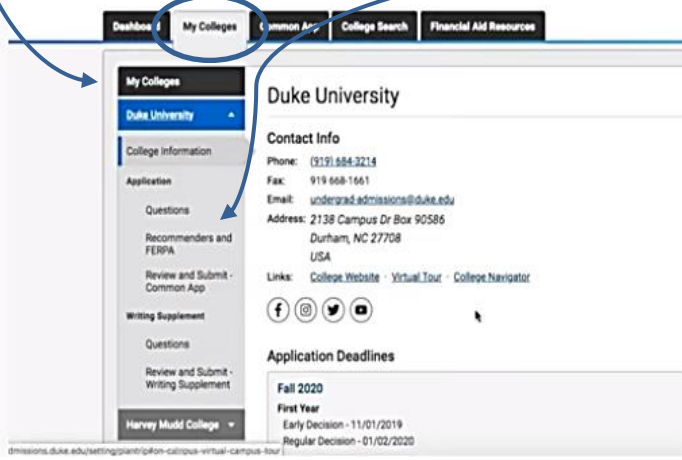 Dashboard My Colleges Common App College Search Financial Aid Resources
My Colleges
Duke University
College Information
Application
Questions
Recommenders and
FERPA
Review and Submit -
Common App
Writing Supplement
Questions
Review and Submit -
Writing Supplement
Harvey Mudd College
Duke University
Contact Info
Phone: (919) 684-3214
Fax: 919 668-1661
Email: undergrad-admissions@duke.edu
Address: 2138 Campus Dr Box 90586
Durham, NC 27708
USA
Links: College Website · Virtual Tour · College Navigator
Application Deadlines
Fall 2020
First Year
Early Decision - 11/01/2019
Regular Decision - 01/02/2020